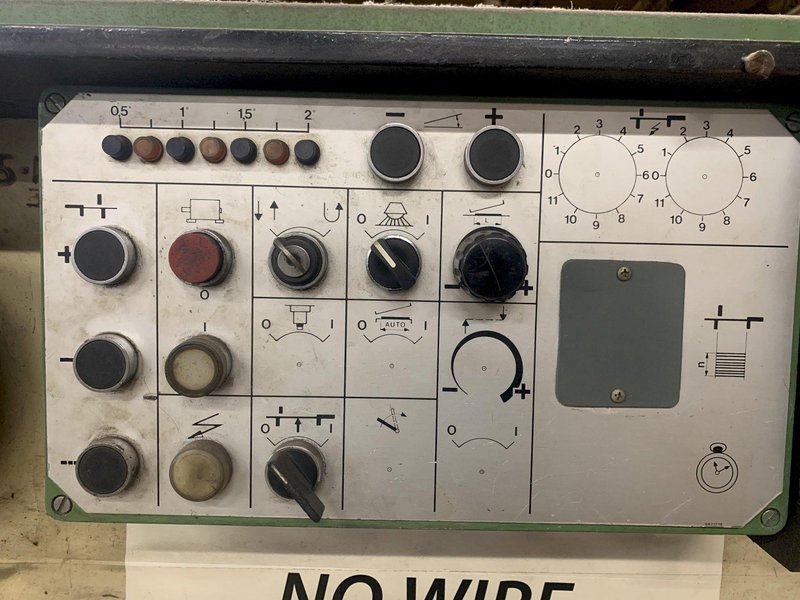 0,5° 1° 1,5° 2°
− +
0 1 2 3 4 5 6 7 8 9 10 11
0 1 2 3 4 5 6 7 8 9 10 11
+
O
I
−
O I
L
− +
O I
O I
AUTO
− +
n
O I
O I
NO WIRE